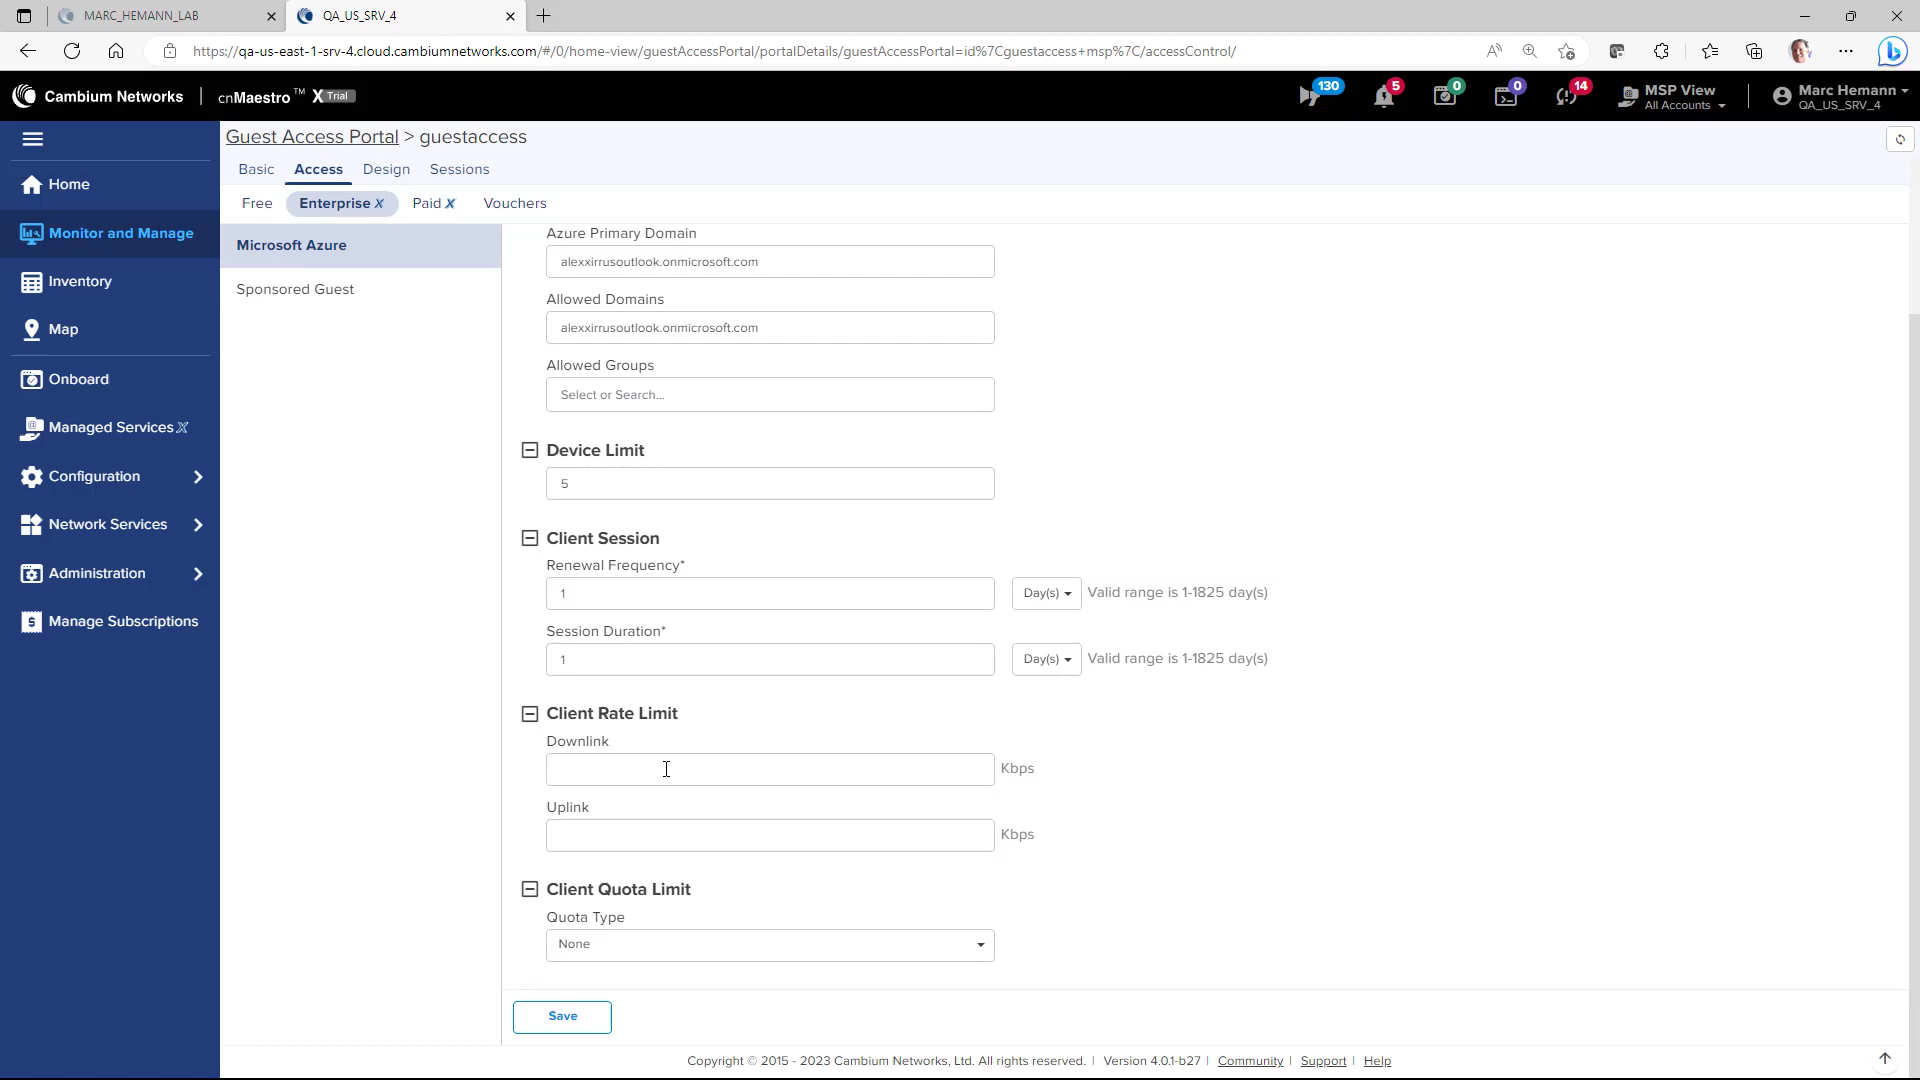 MARC_HEMANN_LAB
QA_US_SRV_4
https://qa-us-east-1-srv-4.cloud.cambiumnetworks.com/#/0/home-view/guestAccessPortal/portalDetails/guestAccessPortal=id%7Cguestaccess+msp%7C/accessControl/
Cambium Networks | cnMaestro™ X Trial
130
5
0
0
14
MSP View
All Accounts
Marc Hemann
QA_US_SRV_4
Guest Access Portal > guestaccess
Basic Access Design Sessions
Free Enterprise X Paid X Vouchers
Home
Monitor and Manage
Inventory
Map
Onboard
Managed Services X
Configuration
Network Services
Administration
Manage Subscriptions
Microsoft Azure
Sponsored Guest
Azure Primary Domain
alexxirrusoutlook.onmicrosoft.com
Allowed Domains
alexxirrusoutlook.onmicrosoft.com
Allowed Groups
Select or Search...
Device Limit
5
Client Session
Renewal Frequency*
1 Day(s) Valid range is 1-1825 day(s)
Session Duration*
1 Day(s) Valid range is 1-1825 day(s)
Client Rate Limit
Downlink
Kbps
Uplink
Kbps
Client Quota Limit
Quota Type
None
Save
Copyright © 2015 - 2023 Cambium Networks, Ltd. All rights reserved. | Version 4.0.1-b27 | Community | Support | Help